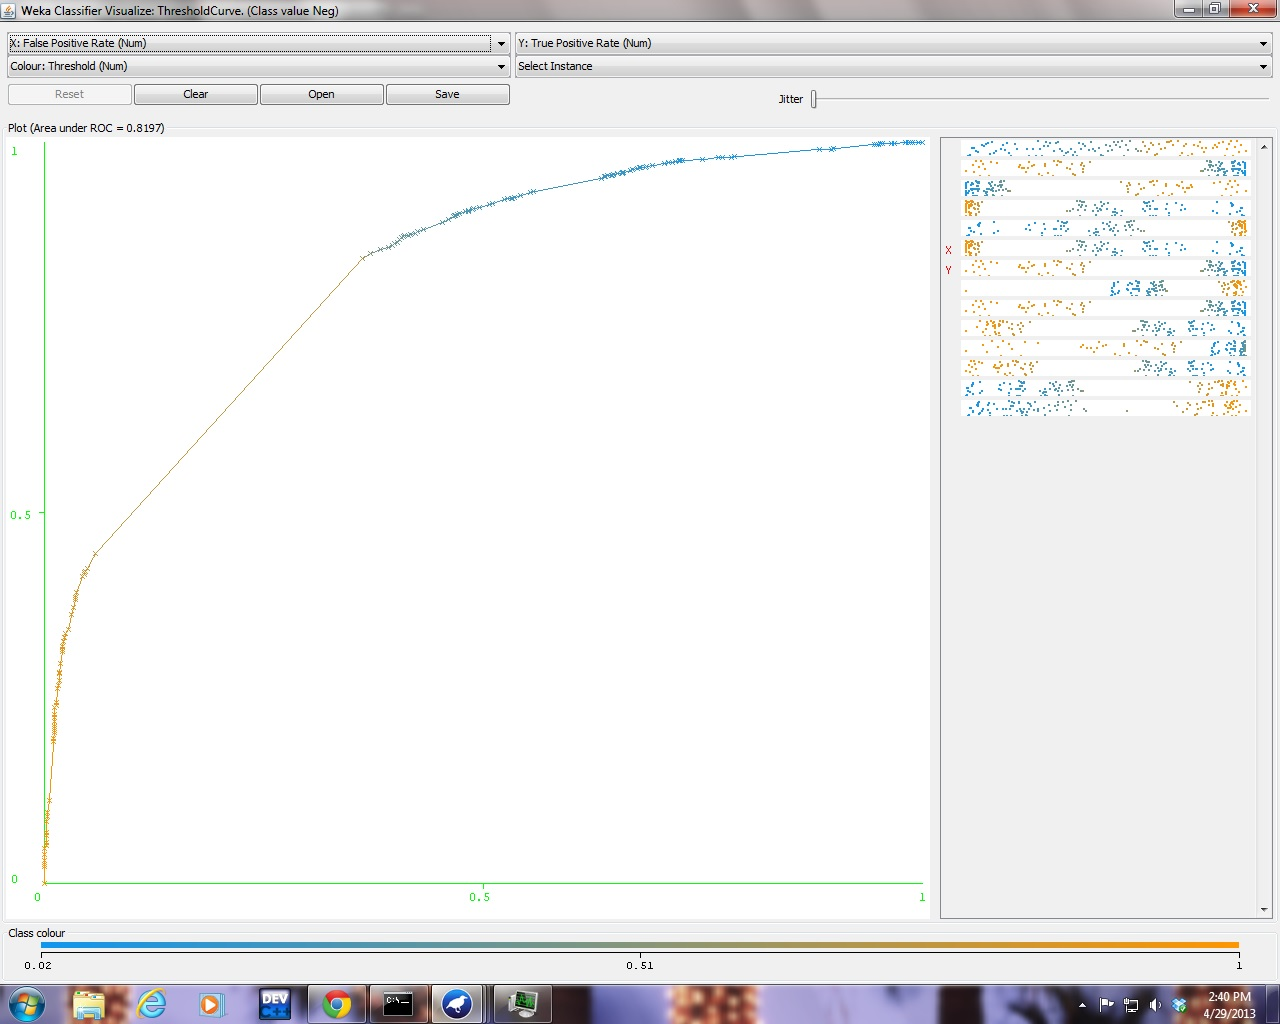 Weka Classifier Visualize: ThresholdCurve. (Class value Neg)
X: False Positive Rate (Num)
Y: True Positive Rate (Num)
Colour: Threshold (Num)
Select Instance
Reset
Clear
Open
Save
Jitter
Plot (Area under ROC = 0.8197)
1
0.5
0
0
0.5
1
X
Y
Class colour
0.02
0.51
1
DEV
C++
C:\
2:40 PM
4/29/2013